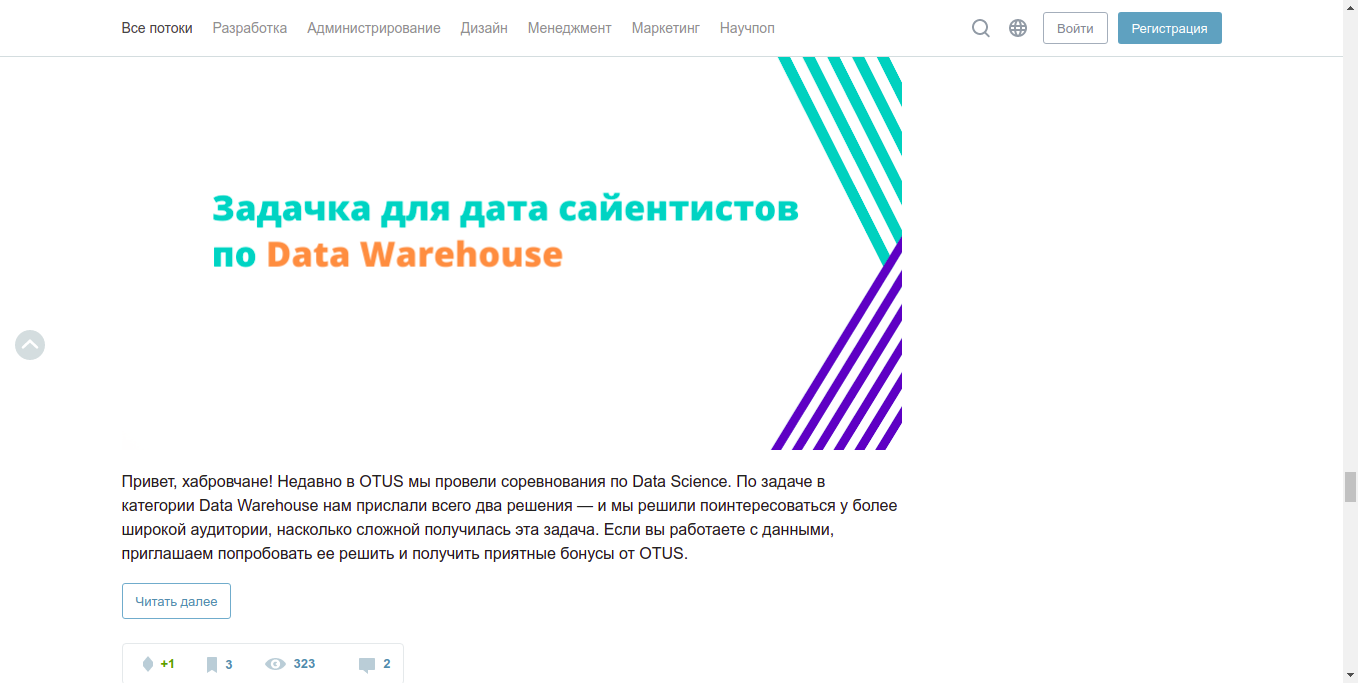 Все потоки Разработка Администрирование Дизайн Менеджмент Маркетинг Научпоп Войти Регистрация
Задачка для дата сайентистов
по Data Warehouse
Привет, хабровчане! Недавно в OTUS мы провели соревнования по Data Science. По задаче в
категории Data Warehouse нам прислали всего два решения — и мы решили поинтересоваться у более
широкой аудитории, насколько сложной получилась эта задача. Если вы работаете с данными,
приглашаем попробовать ее решить и получить приятные бонусы от OTUS.
Читать далее
+1 3 323 2